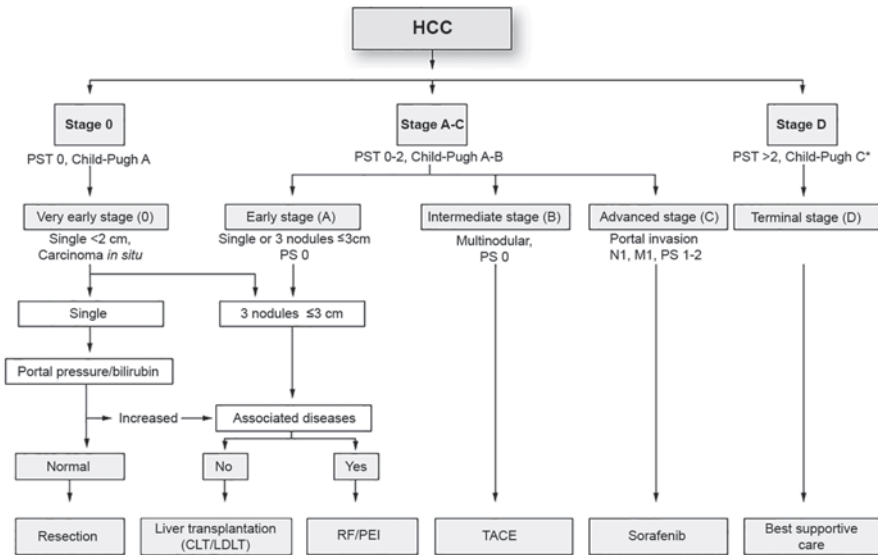 HCC
Stage 0
Stage A-C
Stage D
PST 0, Child-Pugh A
PST 0-2, Child-Pugh A-B
PST >2, Child-Pugh C*
Very early stage (0)
Early stage (A)
Intermediate stage (B)
Advanced stage (C)
Terminal stage (D)
Single <2 cm,
Carcinoma in situ
Single or 3 nodules ≤3cm
PS 0
Multinodular,
PS 0
Portal invasion
N1, M1, PS 1-2
Single
3 nodules ≤3 cm
Portal pressure/bilirubin
Increased
Associated diseases
Normal
No
Yes
Resection
Liver transplantation
(CLT/LDLT)
RF/PEI
TACE
Sorafenib
Best supportive
care